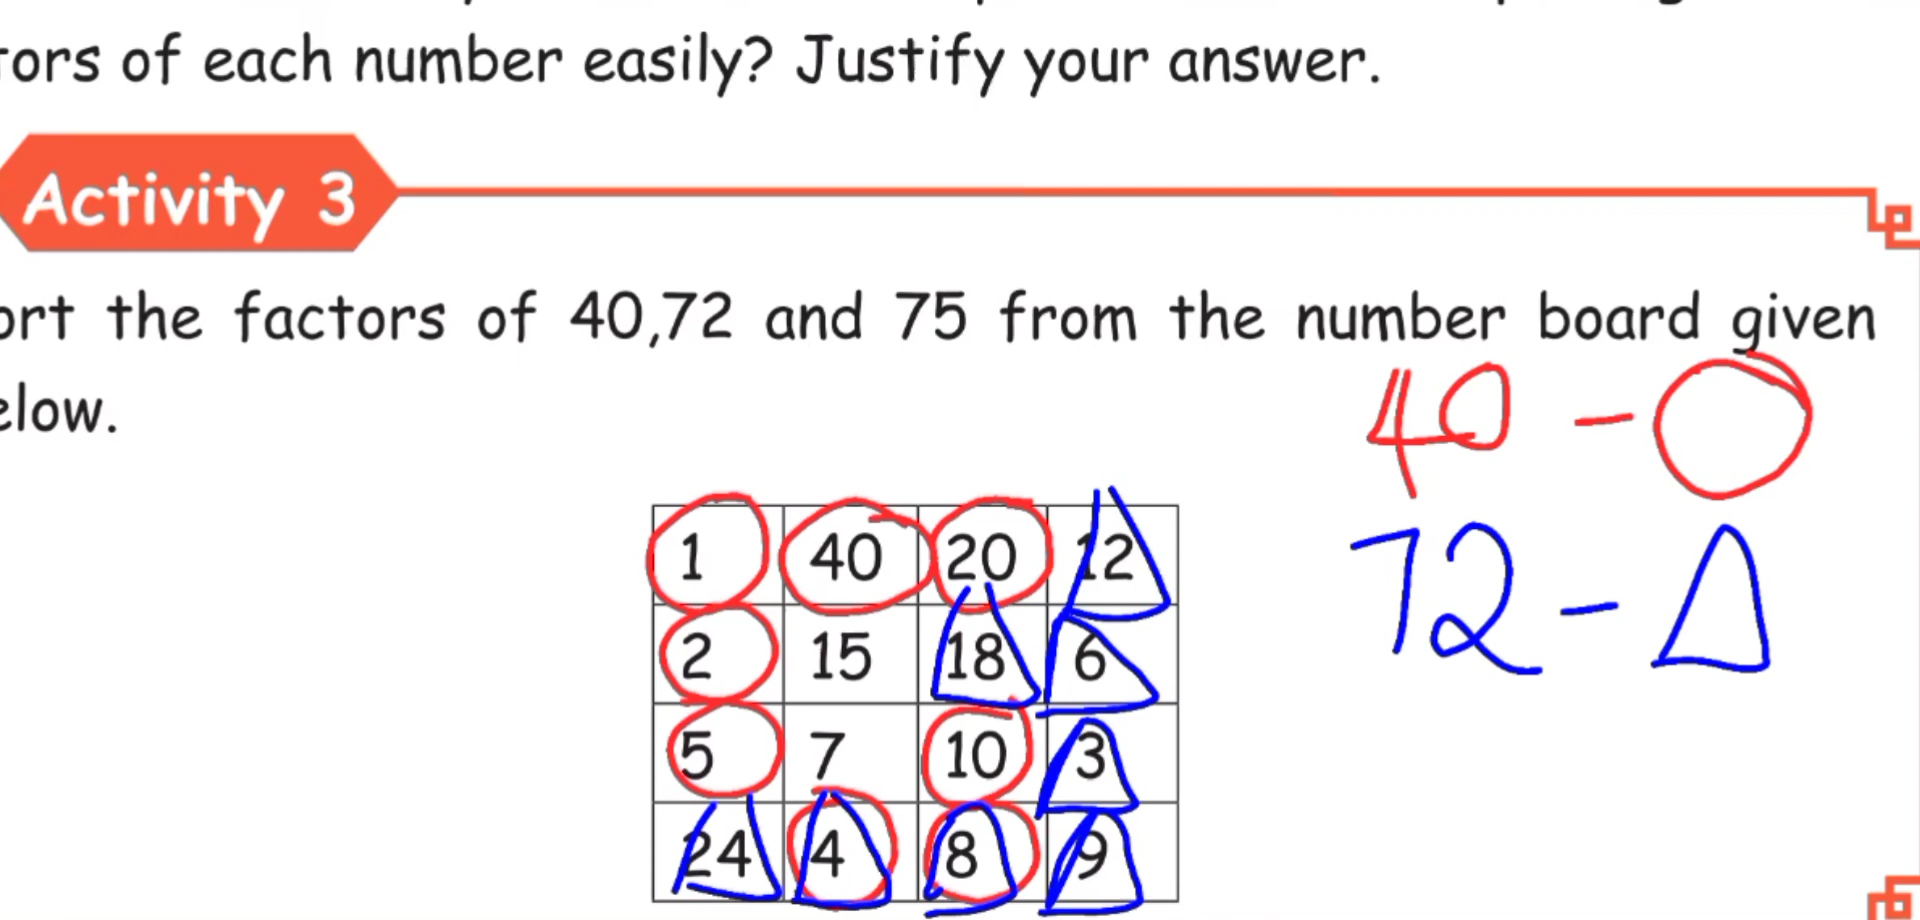 tors of each number easily? Justify your answer.
Activity 3
ort the factors of 40,72 and 75 from the number board given
elow.
40 -
72 -
1 40 20 12
2 15 18 6
5 7 10 3
24 4 8 9